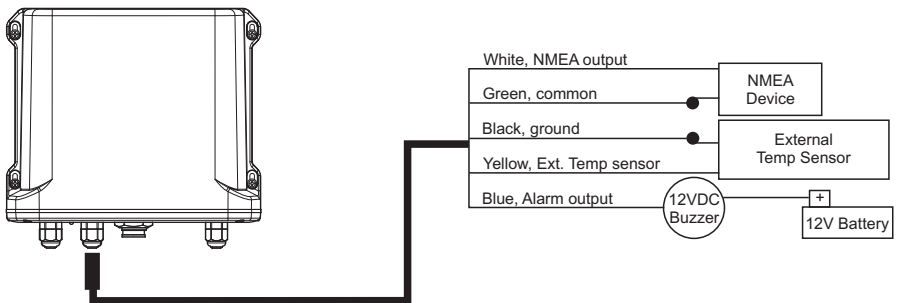 White, NMEA output
NMEA
Device
Green, common
Black, ground
External
Temp Sensor
Yellow, Ext. Temp sensor
Blue, Alarm output
12VDC
Buzzer
+
12V Battery